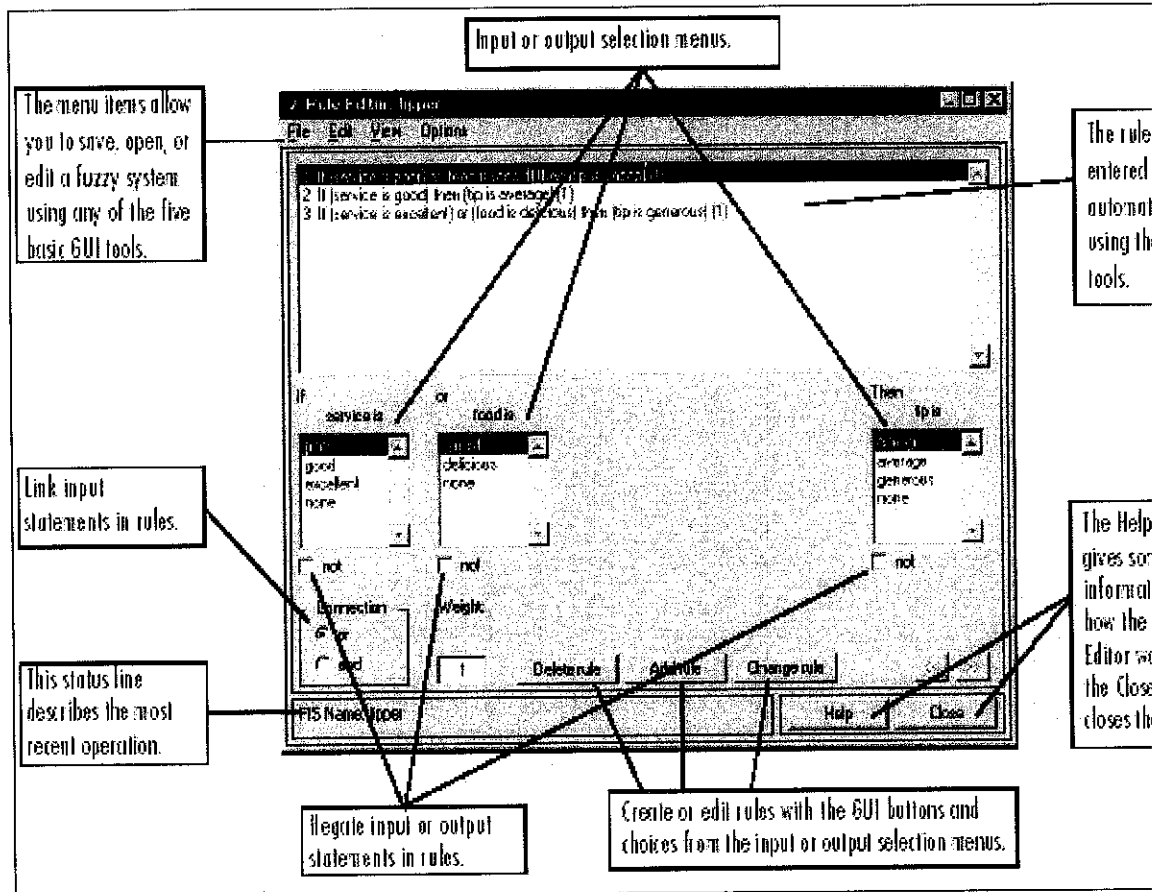 Input or output selection menus.
The menu items allow
you to save, open, or
edit a fuzzy system
using any of the five
basic GUI tools.
Rule Editor: tipper
File Edit View Options
2. If (service is good) then (tip is average) (1)
3. If (service is excellent) or (food is delicious) then (tip is generous) (1)
The rule
entered
automat
using the
tools.
If
service is
or
food is
Then
tip is
good
excellent
none
delicious
none
average
generous
none
Link input
statements in rules.
not
not
not
Connection
or
and
Weight:
1
Delete rule
Add rule
Change rule
The Help
gives so
informat
how the
Editor w
the Close
closes th
This status line
describes the most
recent operation.
FIS Name: tipper
Help
Close
Negate input or output
statements in rules.
Create or edit rules with the GUI buttons and
choices from the input or output selection menus.